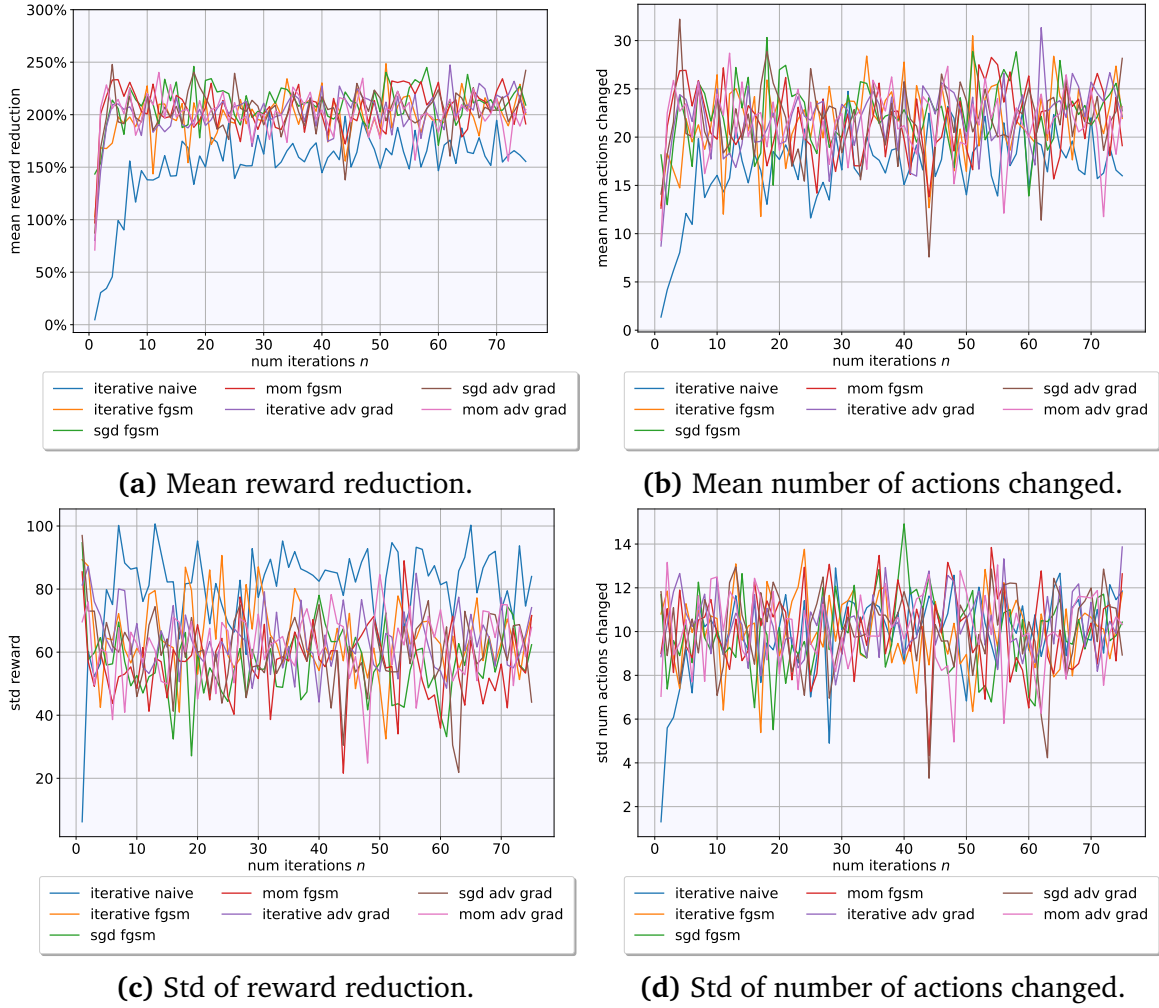 300%
250%
200%
150%
100%
50%
0%
mean reward reduction
0 10 20 30 40 50 60 70
num iterations n
iterative naive mom fgsm sgd adv grad
iterative fgsm iterative adv grad mom adv grad
sgd fgsm
(a) Mean reward reduction.
30
25
20
15
10
5
0
mean num actions changed
0 10 20 30 40 50 60 70
num iterations n
iterative naive mom fgsm sgd adv grad
iterative fgsm iterative adv grad mom adv grad
sgd fgsm
(b) Mean number of actions changed.
100
80
60
40
20
std reward
0 10 20 30 40 50 60 70
num iterations n
iterative naive mom fgsm sgd adv grad
iterative fgsm iterative adv grad mom adv grad
sgd fgsm
(c) Std of reward reduction.
14
12
10
8
6
4
2
std num actions changed
0 10 20 30 40 50 60 70
num iterations n
iterative naive mom fgsm sgd adv grad
iterative fgsm iterative adv grad mom adv grad
sgd fgsm
(d) Std of number of actions changed.